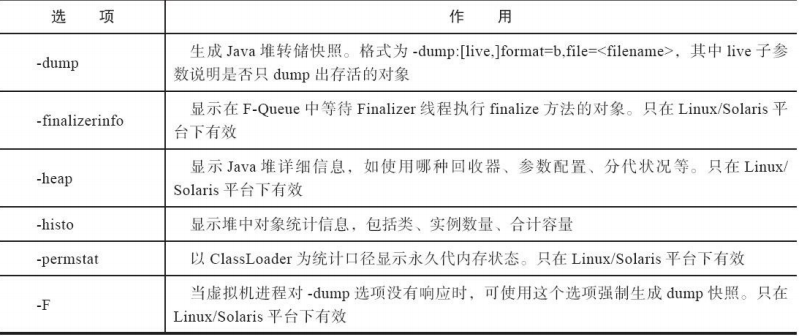 选 项 作 用
-dump 生成 Java 堆转储快照。格式为 -dump:[live,]format=b,file=<filename>，其中 live 子参
数说明是否只 dump 出存活的对象
-finalizerinfo 显示在 F-Queue 中等待 Finalizer 线程执行 finalize 方法的对象。只在 Linux/Solaris 平
台下有效
-heap 显示 Java 堆详细信息，如使用哪种回收器、参数配置、分代状况等。只在 Linux/
Solaris 平台下有效
-histo 显示堆中对象统计信息，包括类、实例数量、合计容量
-permstat 以 ClassLoader 为统计口径显示永久代内存状态。只在 Linux/Solaris 平台下有效
-F 当虚拟机进程对 -dump 选项没有响应时，可使用这个选项强制生成 dump 快照。只在
Linux/Solaris 平台下有效